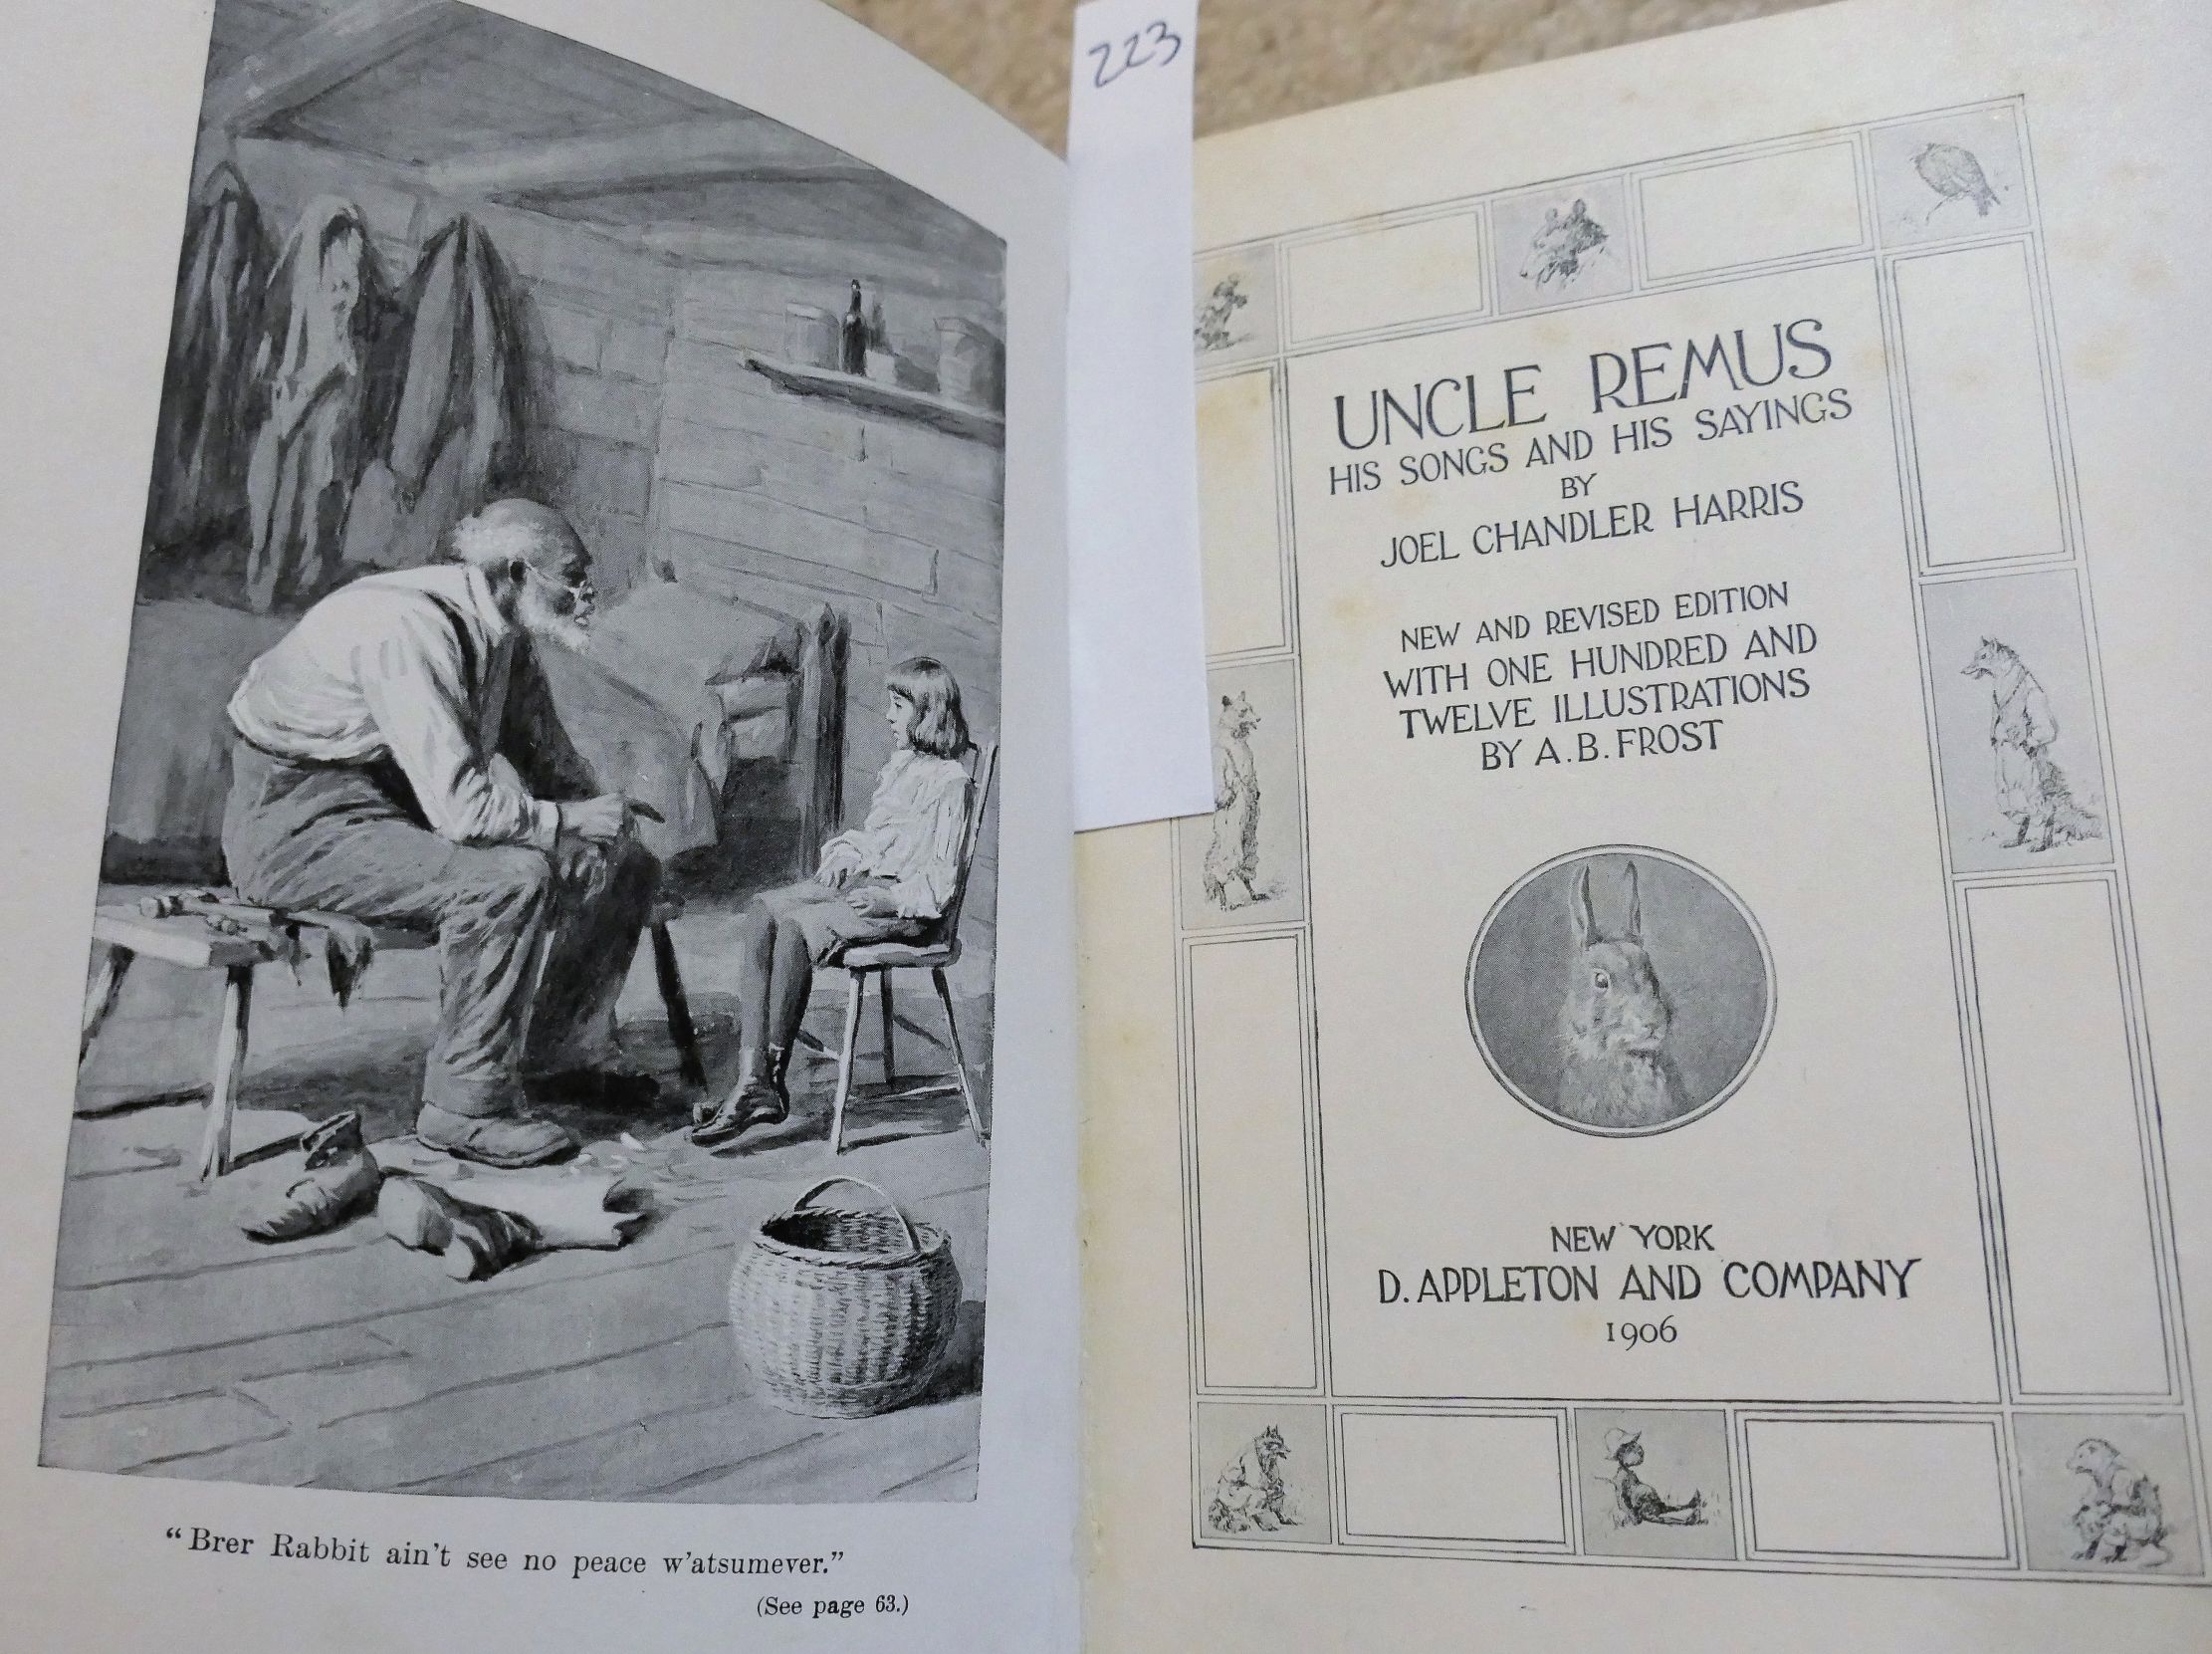 223
"Brer Rabbit ain't see no peace w'atsumever."
(See page 63.)
UNCLE REMUS
HIS SONGS AND HIS SAYINGS
BY
JOEL CHANDLER HARRIS
NEW AND REVISED EDITION
WITH ONE HUNDRED AND
TWELVE ILLUSTRATIONS
BY A.B. FROST
NEW YORK
D. APPLETON AND COMPANY
1906